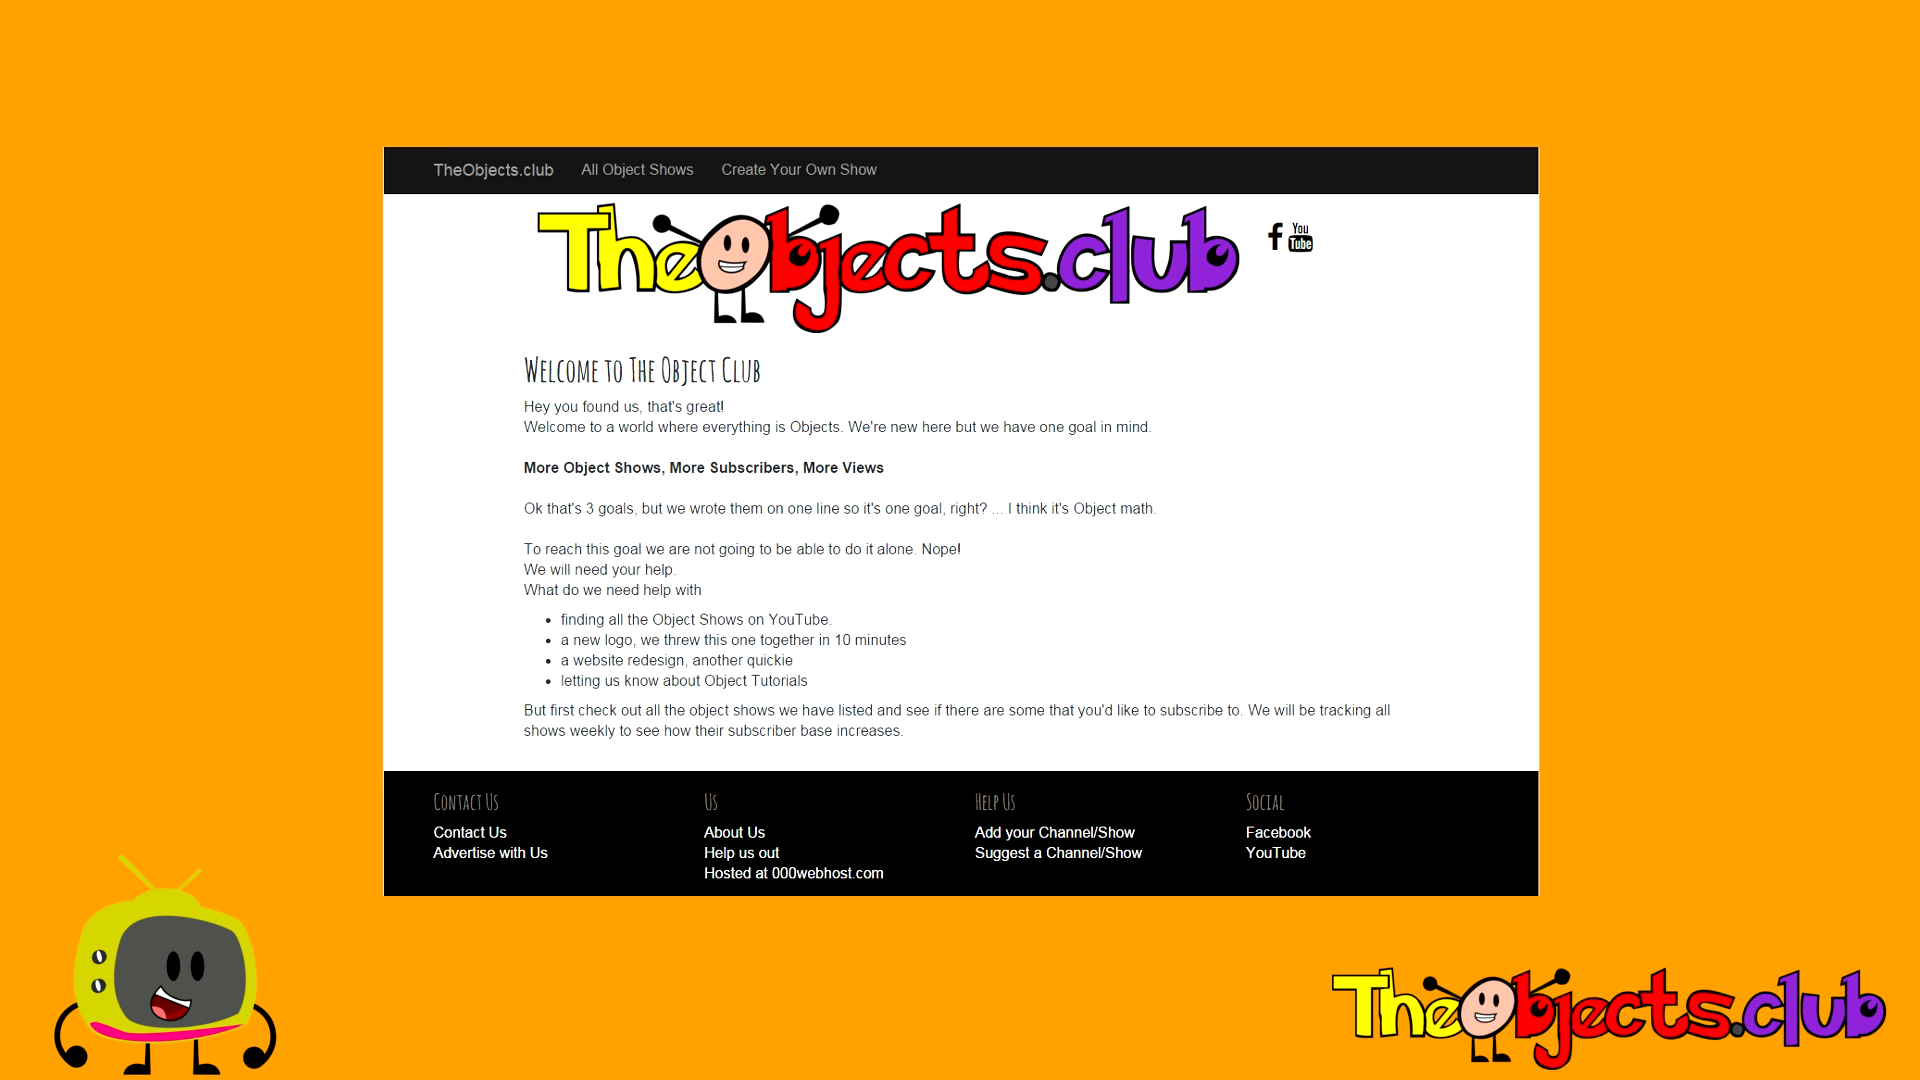 TheObjects.club All Object Shows Create Your Own Show
TheObjects.club
You
Tube
Welcome to The Object Club
Hey you found us, that's great!
Welcome to a world where everything is Objects. We're new here but we have one goal in mind.
More Object Shows, More Subscribers, More Views
Ok that's 3 goals, but we wrote them on one line so it's one goal, right? ... I think it's Object math.
To reach this goal we are not going to be able to do it alone. Nope!
We will need your help.
What do we need help with
finding all the Object Shows on YouTube.
a new logo, we threw this one together in 10 minutes
a website redesign, another quickie
letting us know about Object Tutorials
But first check out all the object shows we have listed and see if there are some that you'd like to subscribe to. We will be tracking all
shows weekly to see how their subscriber base increases.
Contact Us
Contact Us
Advertise with Us
Us
About Us
Help us out
Hosted at 000webhost.com
Help Us
Add your Channel/Show
Suggest a Channel/Show
Social
Facebook
YouTube
TheObjects.club